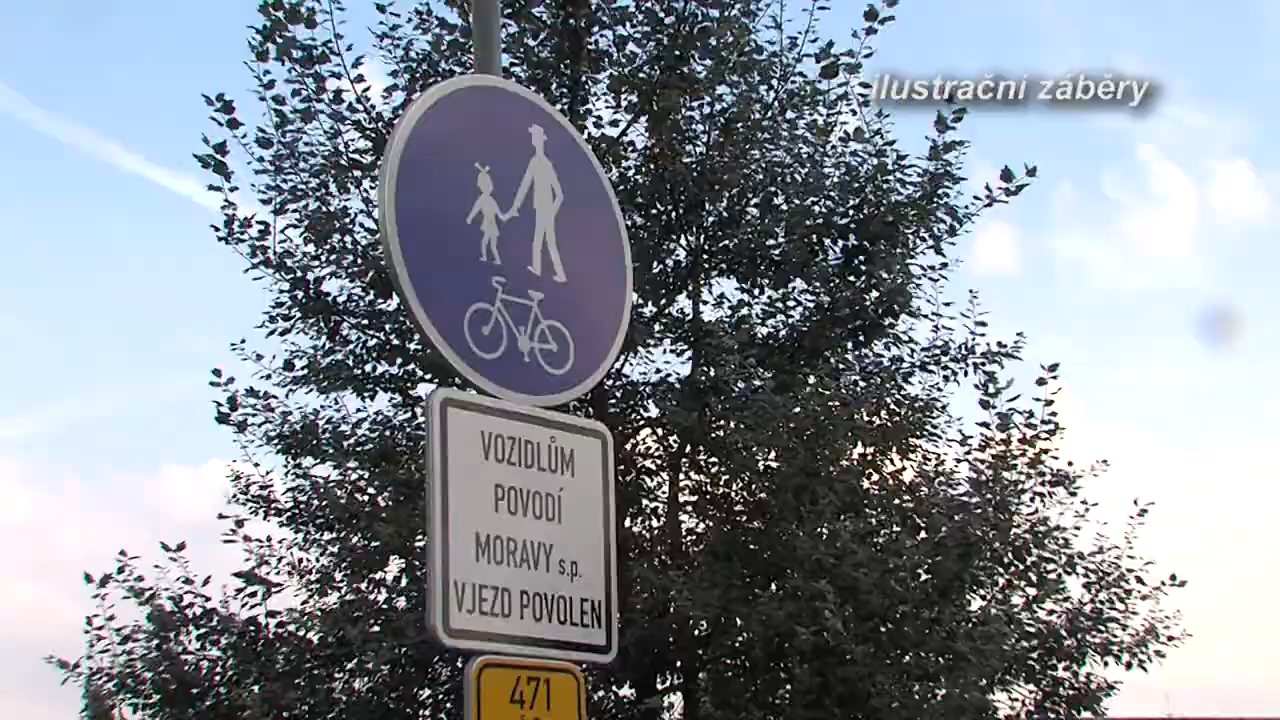 ilustrační záběry
VOZIDLŮM
POVODÍ
MORAVY s.p.
VJEZD POVOLEN
471